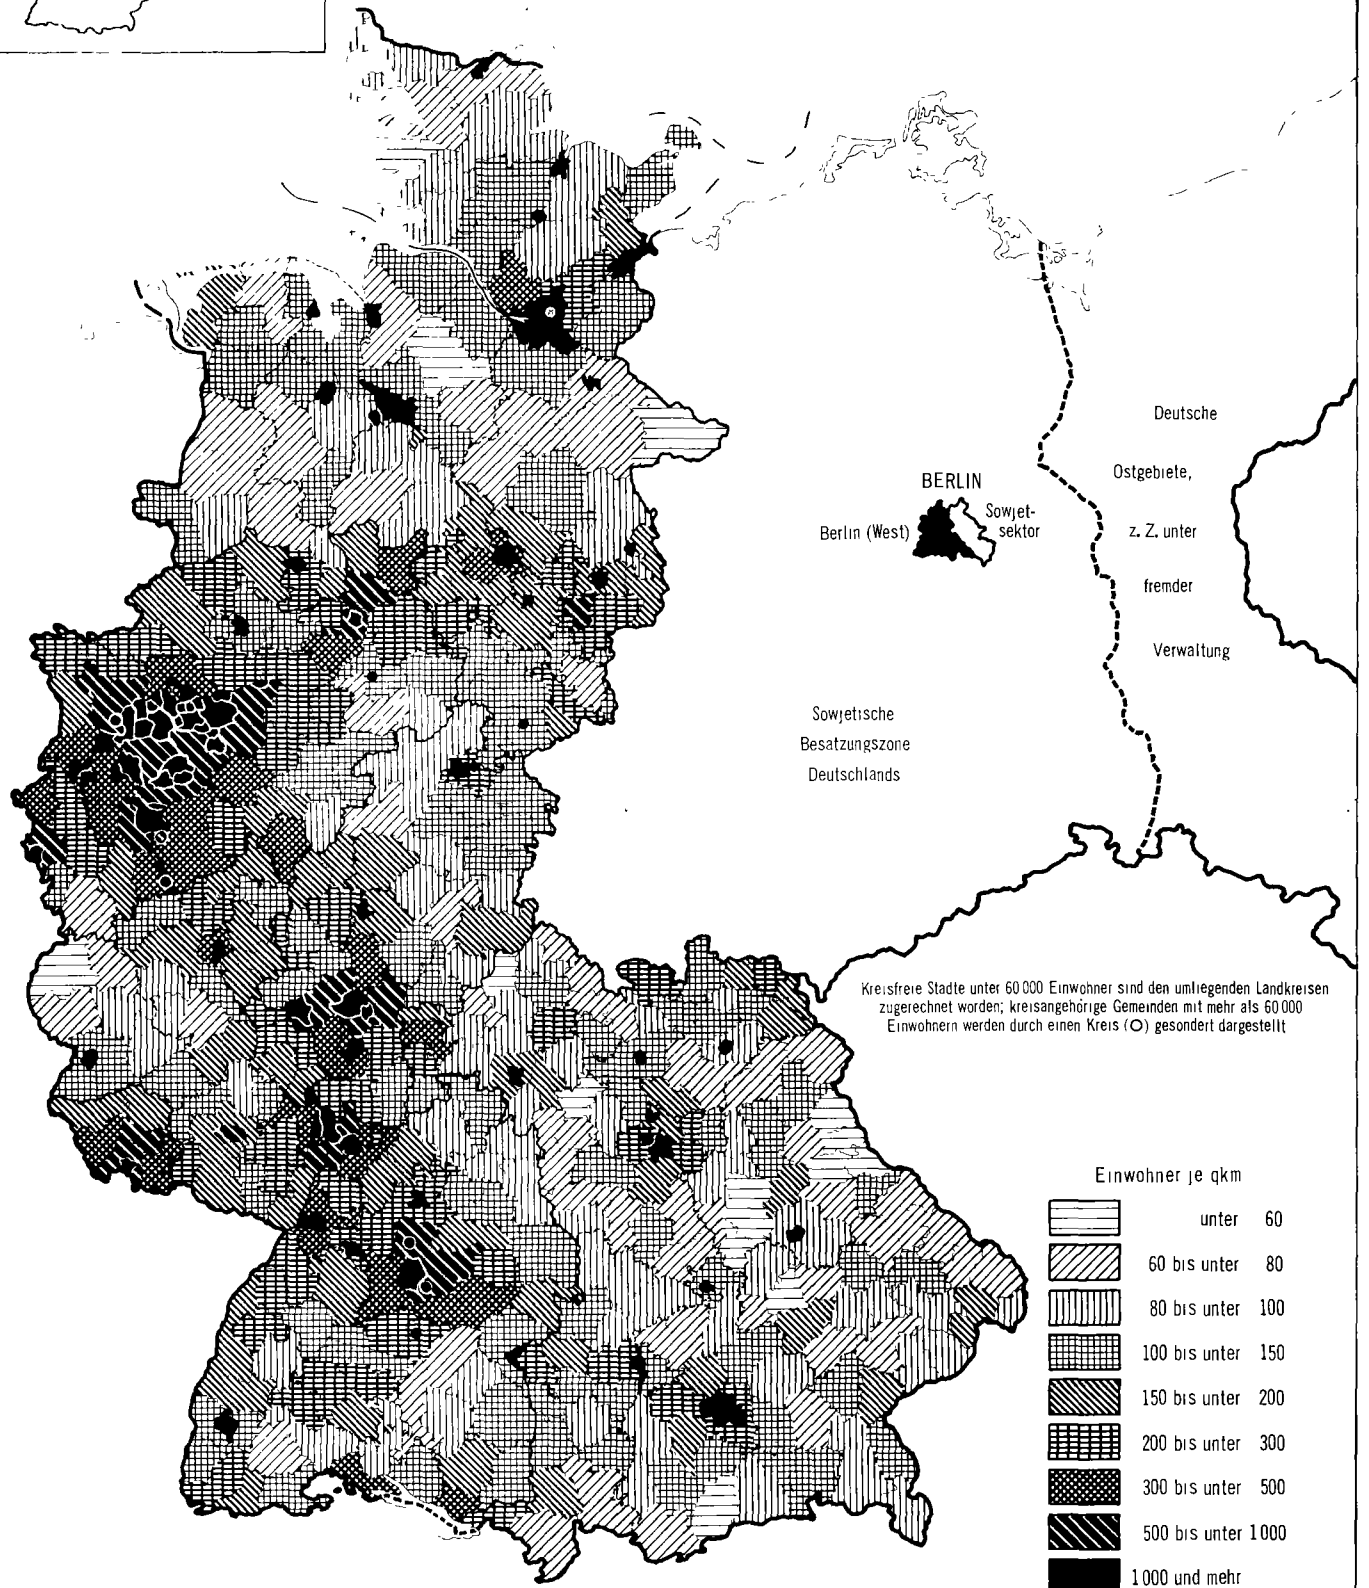 Deutsche
Ostgebiete,
z. Z. unter
fremder
Verwaltung
BERLIN
Berlin (West)
Sowjet-
sektor
Sowjetische
Besatzungszone
Deutschlands
Kreisfreie Stadte unter 60 000 Einwohner sind den umliegenden Landkreisen
zugerechnet worden; kreisangehörige Gemeinden mit mehr als 60 000
Einwohnern werden durch einen Kreis (O) gesondert dargestellt
Einwohner je qkm
unter 60
60 bis unter 80
80 bis unter 100
100 bis unter 150
150 bis unter 200
200 bis unter 300
300 bis unter 500
500 bis unter 1000
1000 und mehr